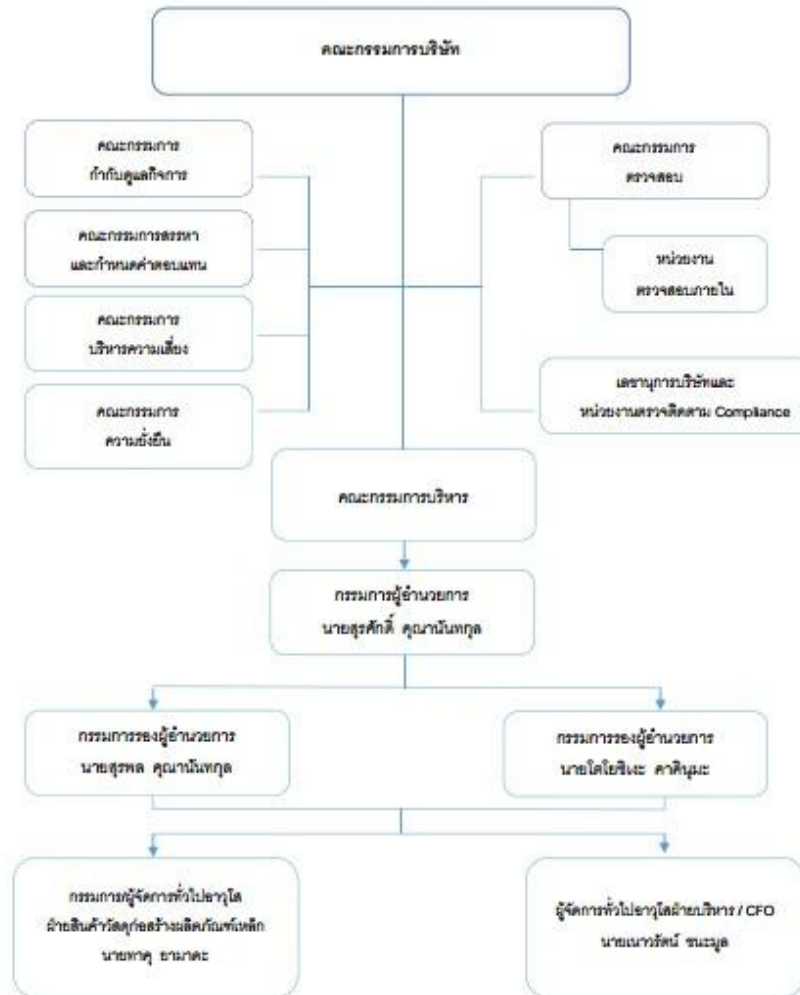 คณะกรรมการบริษัท
คณะกรรมการ
กำกับดูแลกิจการ
คณะกรรมการสรรหา
และกำหนดค่าตอบแทน
คณะกรรมการ
บริหารความเสี่ยง
คณะกรรมการ
ความยั่งยืน
คณะกรรมการ
ตรวจสอบ
หน่วยงาน
ตรวจสอบภายใน
เลขานุการบริษัทและ
หน่วยงานตรวจติดตาม Compliance
คณะกรรมการบริหาร
กรรมการผู้อำนวยการ
นายสุรศักดิ์ คุณานันทกุล
กรรมการรองผู้อำนวยการ
นายสุรพล คุณานันทกุล
กรรมการรองผู้อำนวยการ
นายโตโยชิเงะ คาคินุมะ
กรรมการ/ผู้จัดการทั่วไปอาวุโส
ฝ่ายสินค้าวัสดุก่อสร้างผลิตภัณฑ์เหล็ก
นายทาคุ ยามาดะ
ผู้จัดการทั่วไปอาวุโสฝ่ายบริหาร / CFO
นายเนาวรัตน์ ชนะมูล